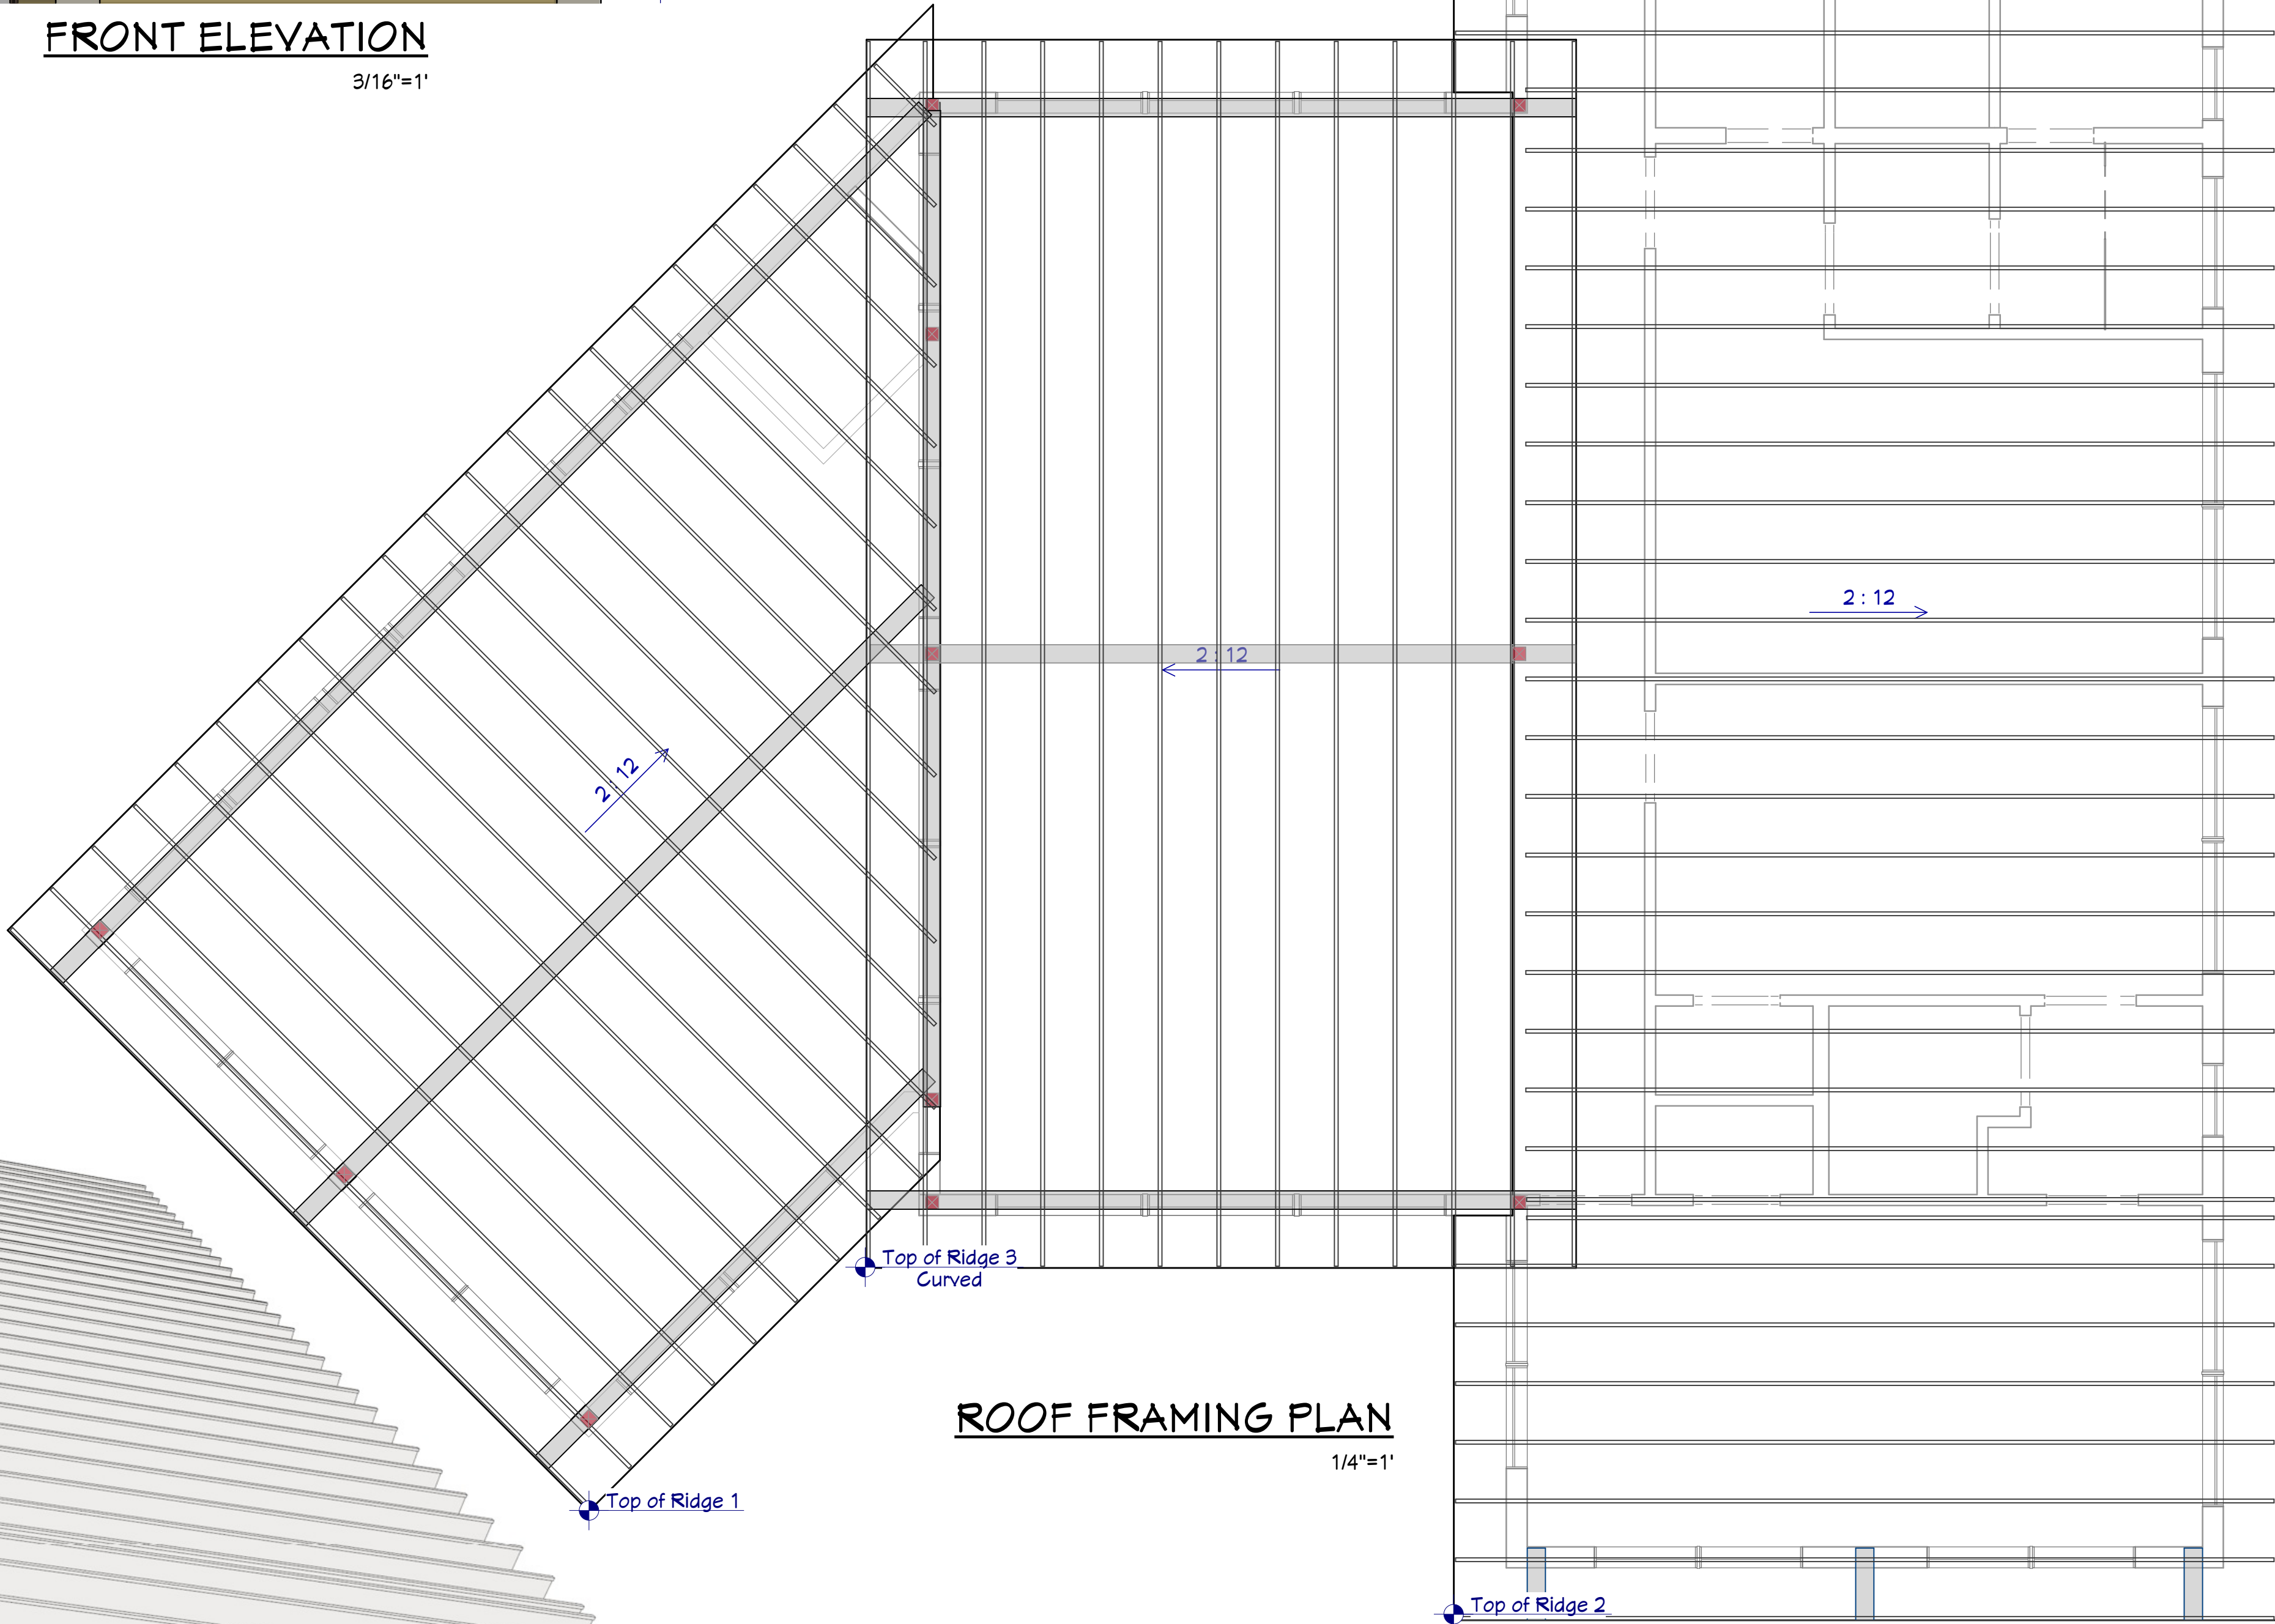 FRONT ELEVATION
3/16"=1'
2 : 12
2 : 12
2 : 12
Top of Ridge 3
Curved
ROOF FRAMING PLAN
1/4"=1'
Top of Ridge 1
Top of Ridge 2